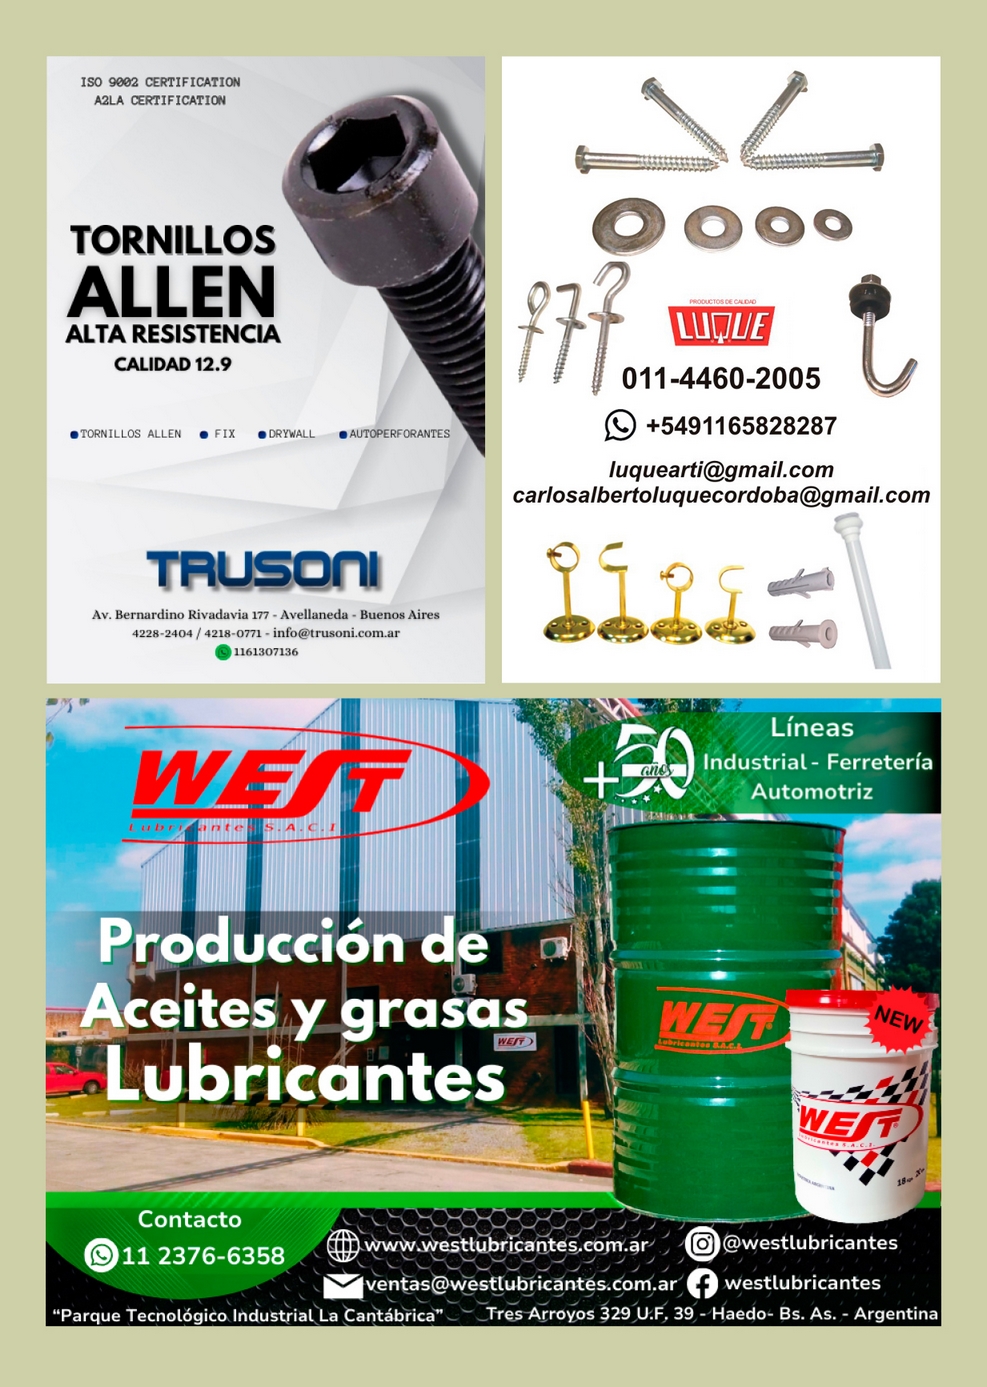 ISO 9002 CERTIFICATION
A2LA CERTIFICATION
TORNILLOS
ALLEN
ALTA RESISTENCIA
CALIDAD 12.9
TORNILLOS ALLEN FIX DRYWALL AUTOPERFORANTES
TRUSONI
Av. Bernardino Rivadavia 177 - Avellaneda - Buenos Aires
4228-2404 / 4218-0771 - info@trusoni.com.ar
1161307136
PRODUCTOS DE CALIDAD
LUQUE
011-4460-2005
+5491165828287
luquearti@gmail.com
carlosalbertoluquecordoba@gmail.com
WEST
Lubricantes S.A.C.I
+50
años
Líneas
Industrial - Ferretería
Automotriz
Producción de
Aceites y grasas
Lubricantes
WEST
WEST
Lubricantes S.A.C.I.
NEW
WEST
Lubricantes S.A.C.I.
Contacto
11 2376-6358
www.westlubricantes.com.ar
@westlubricantes
ventas@westlubricantes.com.ar
westlubricantes
“Parque Tecnológico Industrial La Cantábrica”
Tres Arroyos 329 U.F. 39 - Haedo- Bs. As. - Argentina